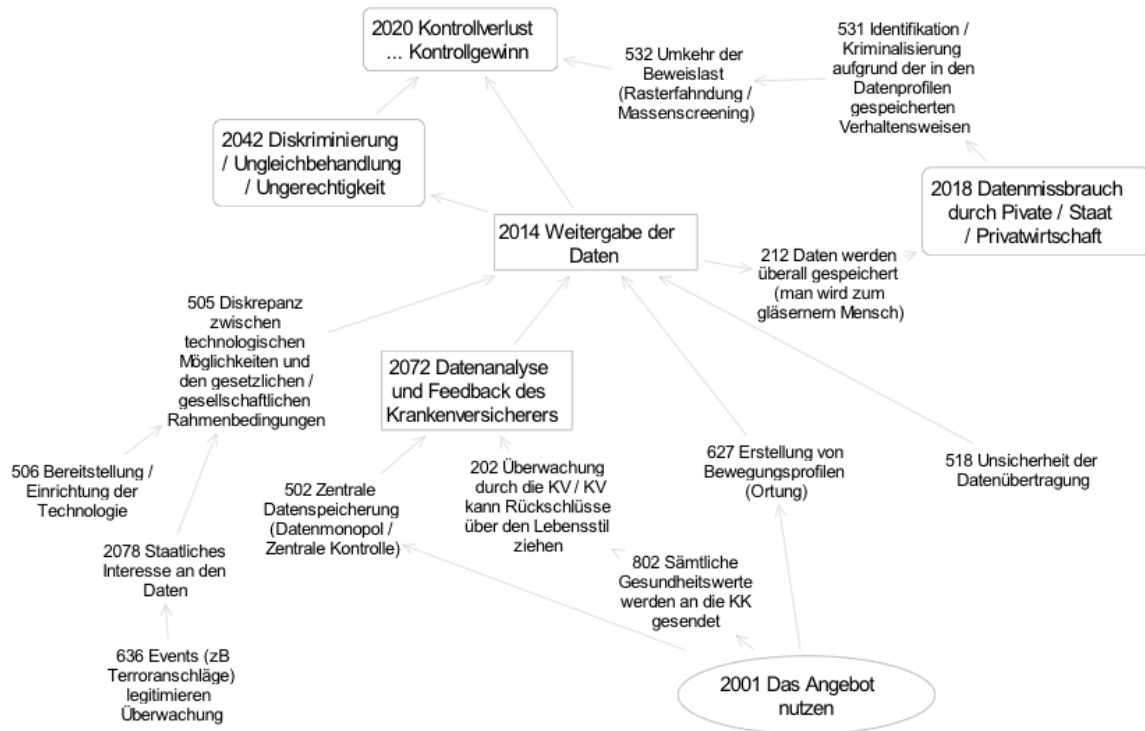 2020 Kontrollverlust
... Kontrollgewinn
532 Umkehr der
Beweislast
(Rasterfahndung /
Massenscreening)
531 Identifikation /
Kriminalisierung
aufgrund der in den
Datenprofilen
gespeicherten
Verhaltensweisen
2042 Diskriminierung
/ Ungleichbehandlung
/ Ungerechtigkeit
2018 Datenmissbrauch
durch Pivate / Staat
/ Privatwirtschaft
2014 Weitergabe der
Daten
212 Daten werden
überall gespeichert
(man wird zum
gläsernern Mensch)
505 Diskrepanz
zwischen
technologischen
Möglichkeiten und
den gesetzlichen /
gesellschaftlichen
Rahmenbedingungen
2072 Datenanalyse
und Feedback des
Krankenversicherers
506 Bereitstellung /
Einrichtung der
Technologie
502 Zentrale
Datenspeicherung
(Datenmonopol /
Zentrale Kontrolle)
202 Überwachung
durch die KV / KV
kann Rückschlüsse
über den Lebensstil
ziehen
627 Erstellung von
Bewegungsprofilen
(Ortung)
518 Unsicherheit der
Datenübertragung
2078 Staatliches
Interesse an den
Daten
802 Sämtliche
Gesundheitswerte
werden an die KK
gesendet
636 Events (zB
Terroranschläge)
legitimieren
Überwachung
2001 Das Angebot
nutzen